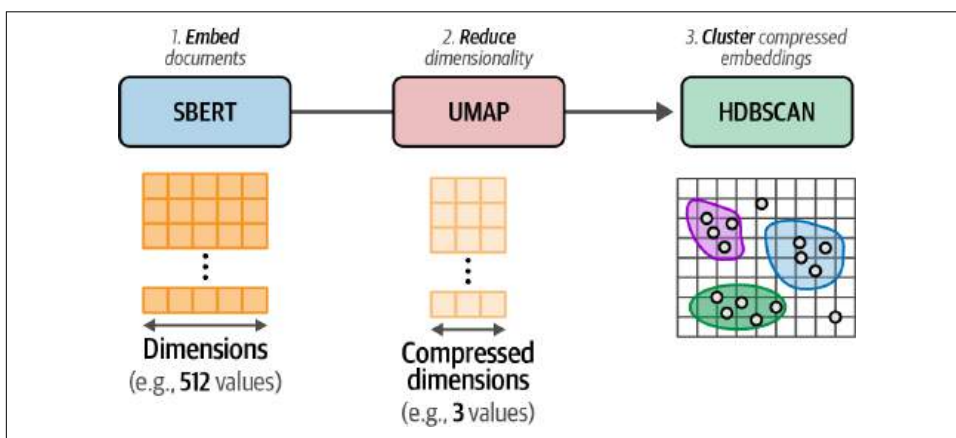 1. Embed
documents
2. Reduce
dimensionality
3. Cluster compressed
embeddings
SBERT
UMAP
HDBSCAN
Dimensions
(e.g., 512 values)
Compressed
dimensions
(e.g., 3 values)